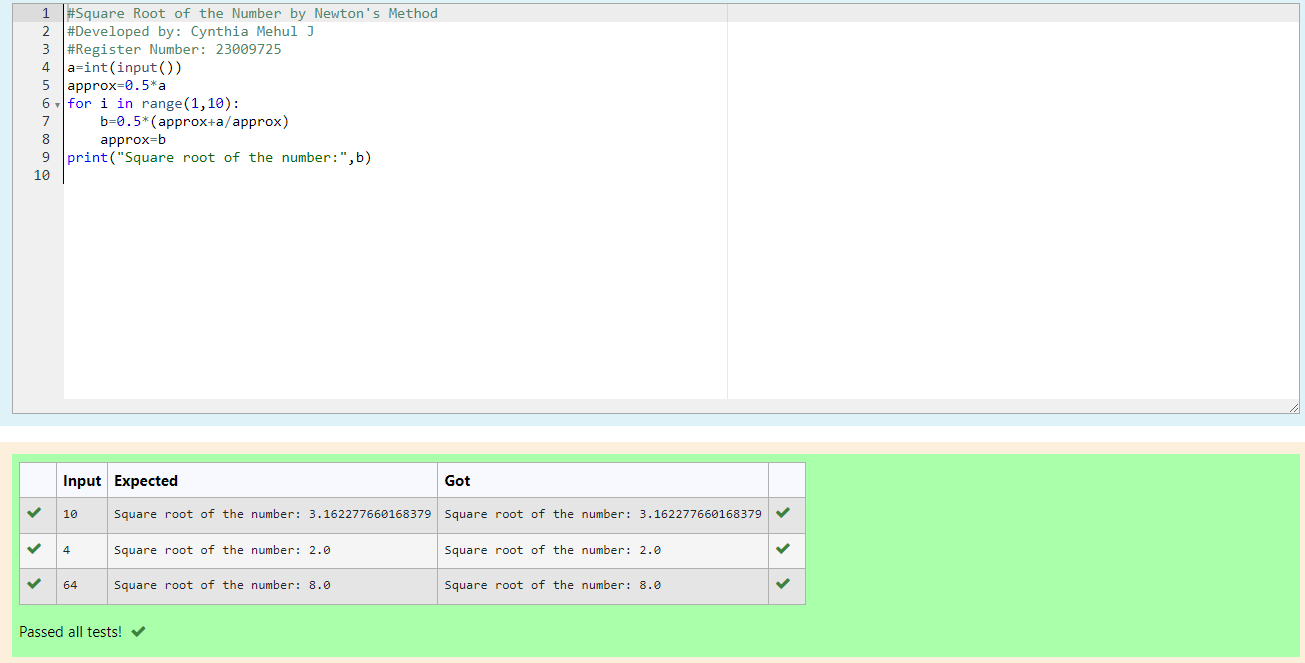 1 #Square Root of the Number by Newton's Method
2 #Developed by: Cynthia Mehul J
3 #Register Number: 23009725
4 a=int(input())
5 approx=0.5*a
6 for i in range(1,10):
7     b=0.5*(approx+a/approx)
8     approx=b
9 print("Square root of the number:",b)
10
Input Expected Got
10 Square root of the number: 3.162277660168379 Square root of the number: 3.162277660168379
4 Square root of the number: 2.0 Square root of the number: 2.0
64 Square root of the number: 8.0 Square root of the number: 8.0
Passed all tests!